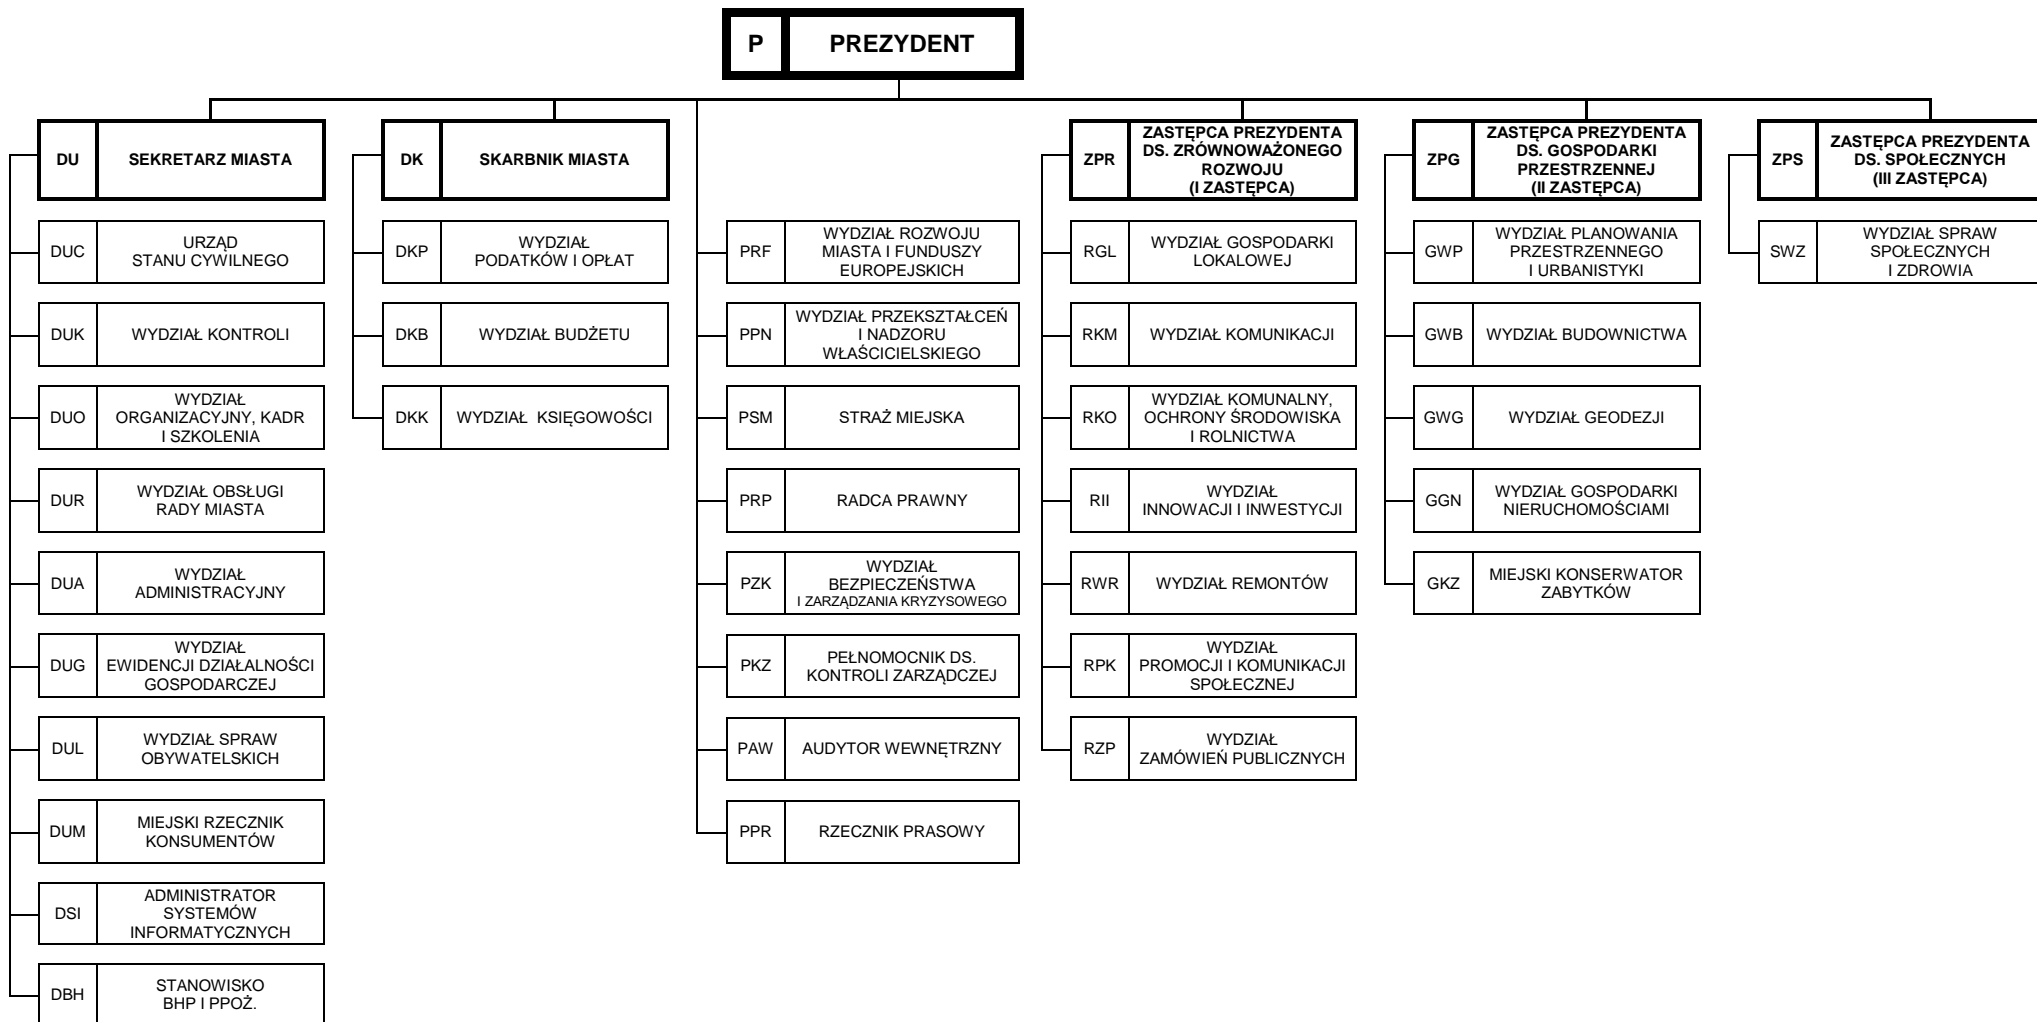 P PREZYDENT
DU SEKRETARZ MIASTA
DUC URZĄD
STANU CYWILNEGO
DUK WYDZIAŁ KONTROLI
DUO WYDZIAŁ
ORGANIZACYJNY, KADR
I SZKOLENIA
DUR WYDZIAŁ OBSŁUGI
RADY MIASTA
DUA WYDZIAŁ
ADMINISTRACYJNY
DUG WYDZIAŁ
EWIDENCJI DZIAŁALNOŚCI
GOSPODARCZEJ
DUL WYDZIAŁ SPRAW
OBYWATELSKICH
DUM MIEJSKI RZECZNIK
KONSUMENTÓW
DSI ADMINISTRATOR
SYSTEMÓW
INFORMATYCZNYCH
DBH STANOWISKO
BHP I PPOŻ.
DK SKARBNIK MIASTA
DKP WYDZIAŁ
PODATKÓW I OPŁAT
DKB WYDZIAŁ BUDŻETU
DKK WYDZIAŁ KSIĘGOWOŚCI
PRF WYDZIAŁ ROZWOJU
MIASTA I FUNDUSZY
EUROPEJSKICH
PPN WYDZIAŁ PRZEKSZTAŁCEŃ
I NADZORU
WŁAŚCICIELSKIEGO
PSM STRAŻ MIEJSKA
PRP RADCA PRAWNY
PZK WYDZIAŁ
BEZPIECZEŃSTWA
I ZARZĄDZANIA KRYZYSOWEGO
PKZ PEŁNOMOCNIK DS.
KONTROLI ZARZĄDCZEJ
PAW AUDYTOR WEWNĘTRZNY
PPR RZECZNIK PRASOWY
ZPR ZASTĘPCA PREZYDENTA
DS. ZRÓWNOWAŻONEGO
ROZWOJU
(I ZASTĘPCA)
RGL WYDZIAŁ GOSPODARKI
LOKALOWEJ
RKM WYDZIAŁ KOMUNIKACJI
RKO WYDZIAŁ KOMUNALNY,
OCHRONY ŚRODOWISKA
I ROLNICTWA
RII WYDZIAŁ
INNOWACJI I INWESTYCJI
RWR WYDZIAŁ REMONTÓW
RPK WYDZIAŁ
PROMOCJI I KOMUNIKACJI
SPOŁECZNEJ
RZP WYDZIAŁ
ZAMÓWIEŃ PUBLICZNYCH
ZPG ZASTĘPCA PREZYDENTA
DS. GOSPODARKI
PRZESTRZENNEJ
(II ZASTĘPCA)
GWP WYDZIAŁ PLANOWANIA
PRZESTRZENNEGO
I URBANISTYKI
GWB WYDZIAŁ BUDOWNICTWA
GWG WYDZIAŁ GEODEZJI
GGN WYDZIAŁ GOSPODARKI
NIERUCHOMOŚCIAMI
GKZ MIEJSKI KONSERWATOR
ZABYTKÓW
ZPS ZASTĘPCA PREZYDENTA
DS. SPOŁECZNYCH
(III ZASTĘPCA)
SWZ WYDZIAŁ SPRAW
SPOŁECZNYCH
I ZDROWIA